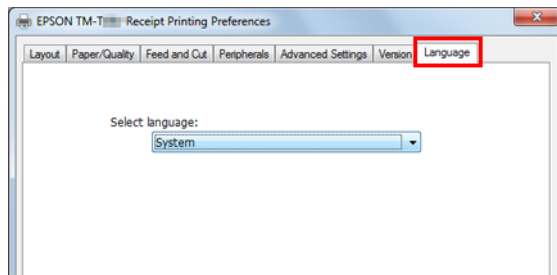 EPSON TM-T Receipt Printing Preferences
Layout Paper/Quality Feed and Cut Peripherals Advanced Settings Version Language
Select language:
System